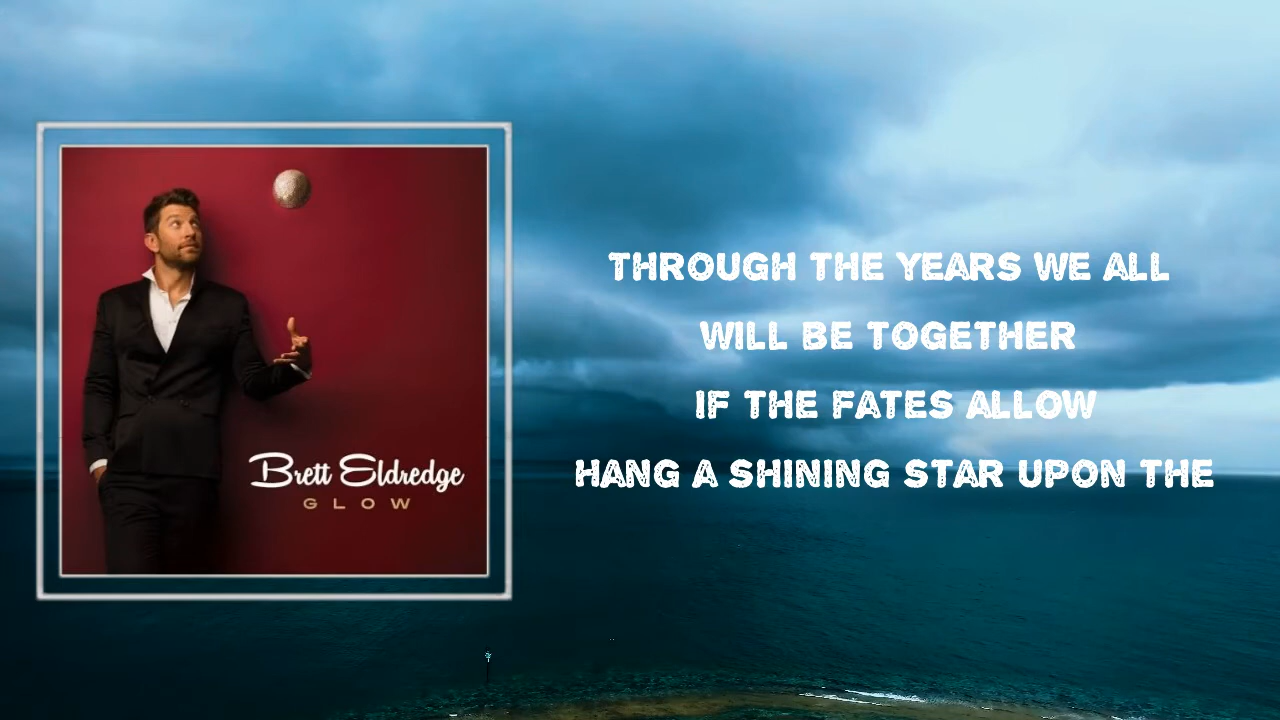 Brett Eldredge
GLOW
THROUGH THE YEARS WE ALL
WILL BE TOGETHER
IF THE FATES ALLOW
HANG A SHINING STAR UPON THE